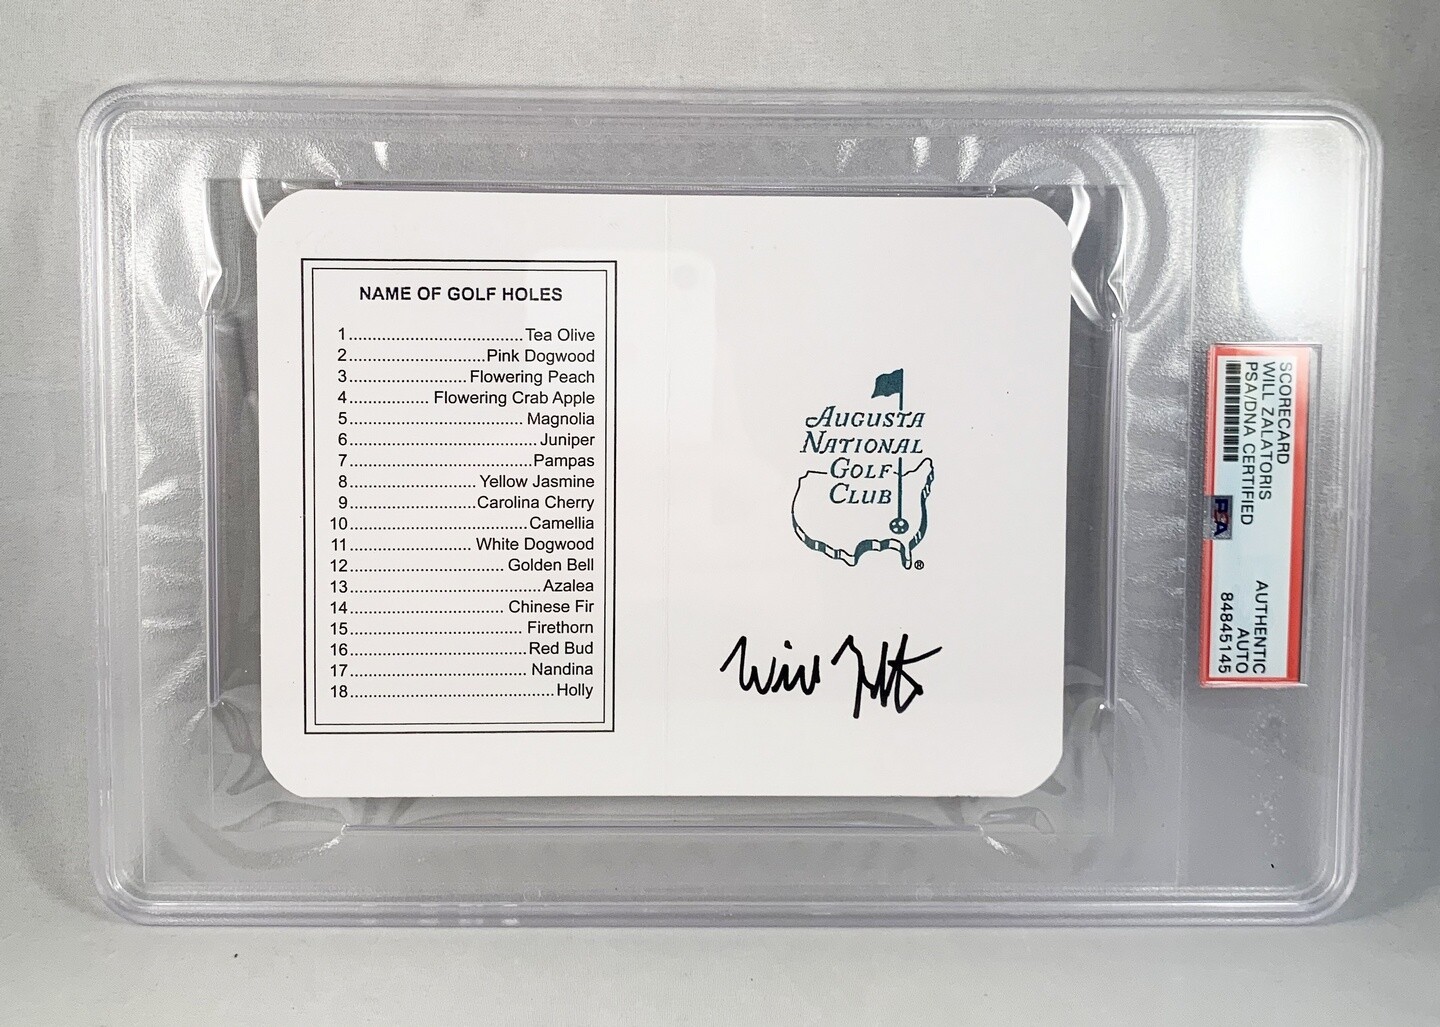 NAME OF GOLF HOLES
1........................................Tea Olive
2................................Pink Dogwood
3...........................Flowering Peach
4..................Flowering Crab Apple
5.........................................Magnolia
6............................................Juniper
7...........................................Pampas
8..............................Yellow Jasmine
9..............................Carolina Cherry
10.........................................Camellia
11............................White Dogwood
12....................................Golden Bell
13.............................................Azalea
14....................................Chinese Fir
15.........................................Firethorn
16.........................................Red Bud
17.........................................Nandina
18................................................Holly
AUGUSTA
NATIONAL
GOLF
CLUB
®
Will Zalatoris
SCORECARD
WILL ZALATORIS
PSA/DNA CERTIFIED
PSA
AUTHENTIC
AUTO
84845145